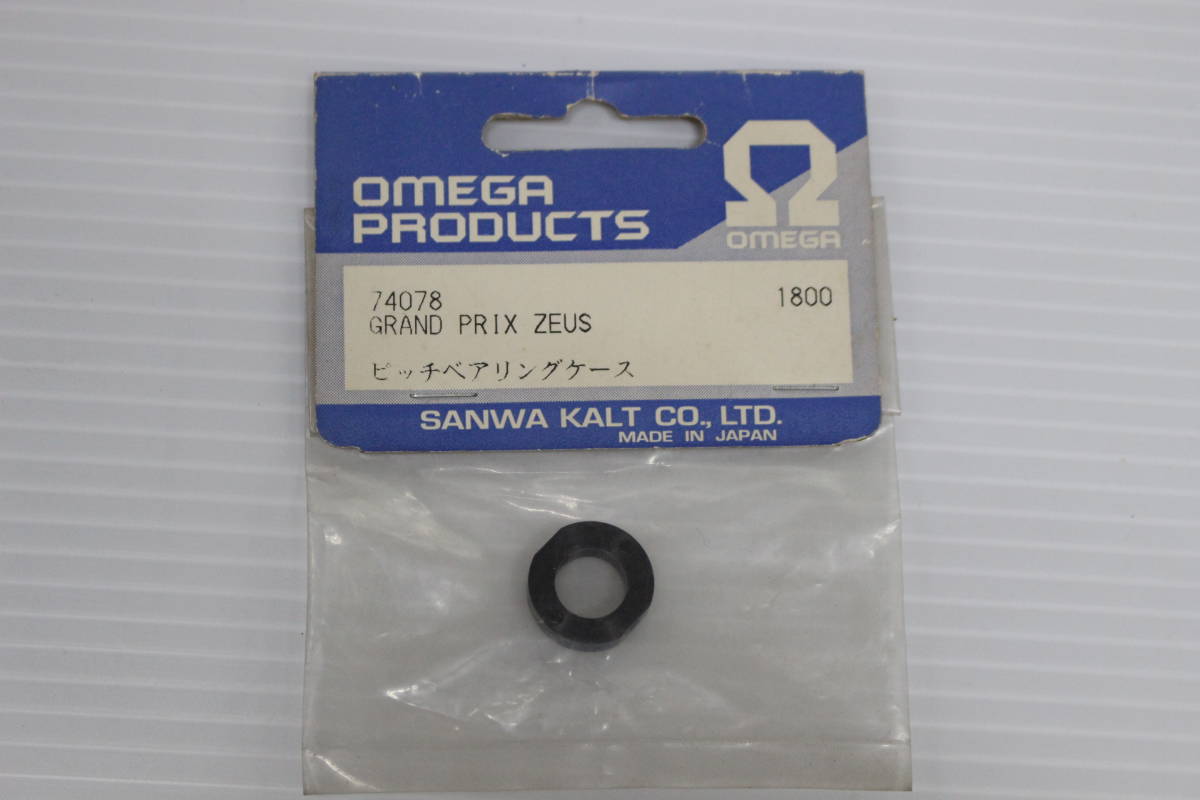 OMEGA
PRODUCTS
OMEGA
74078 1800
GRAND PRIX ZEUS
ピッチベアリングケース
SANWA KALT CO., LTD.
MADE IN JAPAN